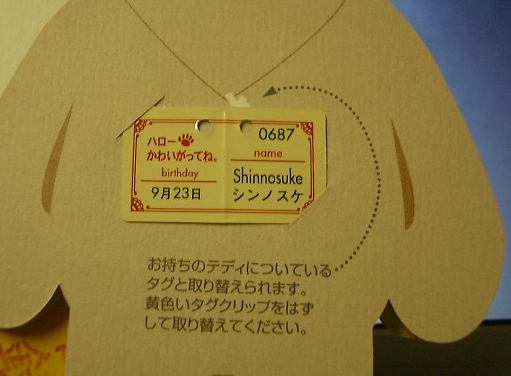 ハロー
かわいがってね。
birthday
9月23日
0687
name
Shinnosuke
シンノスケ
お持ちのテディについている
タグと取り替えられます。
黄色いタグクリップをはず
して取り替えてください。